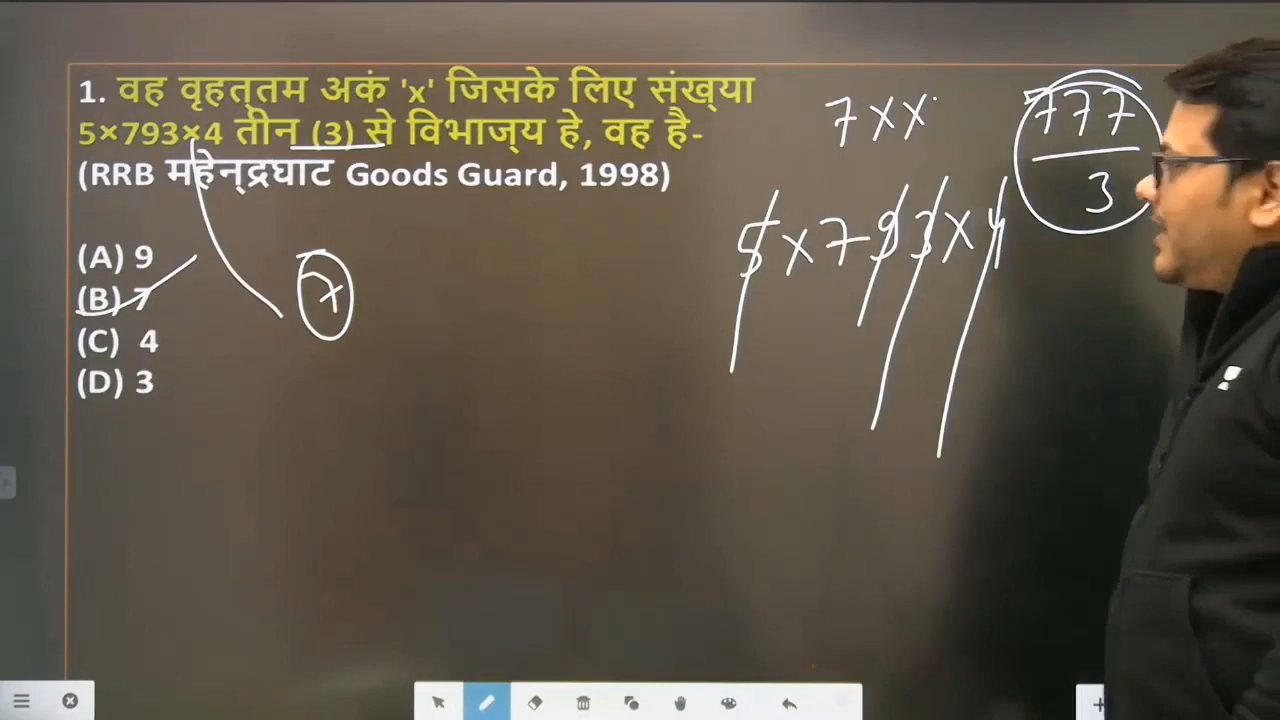 1. वह वृहत्तम अकं 'x' जिसके लिए संख्या
5×793×4 तीन (3) से विभाज्य हे, वह है-
(RRB महेन्द्रघाट Goods Guard, 1998)
(A) 9
(B) 7
(C) 4
(D) 3
7
7XX
5X793X4
777
3